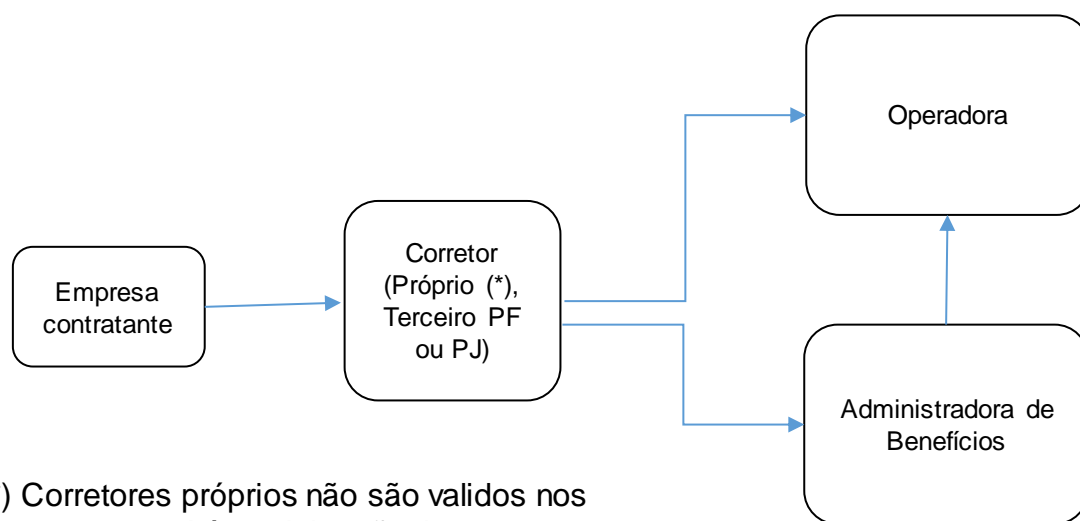 Operadora
Corretor
(Próprio (*),
Terceiro PF
ou PJ)
Empresa
contratante
Administradora de
Benefícios
) Corretores próprios não são validos nos